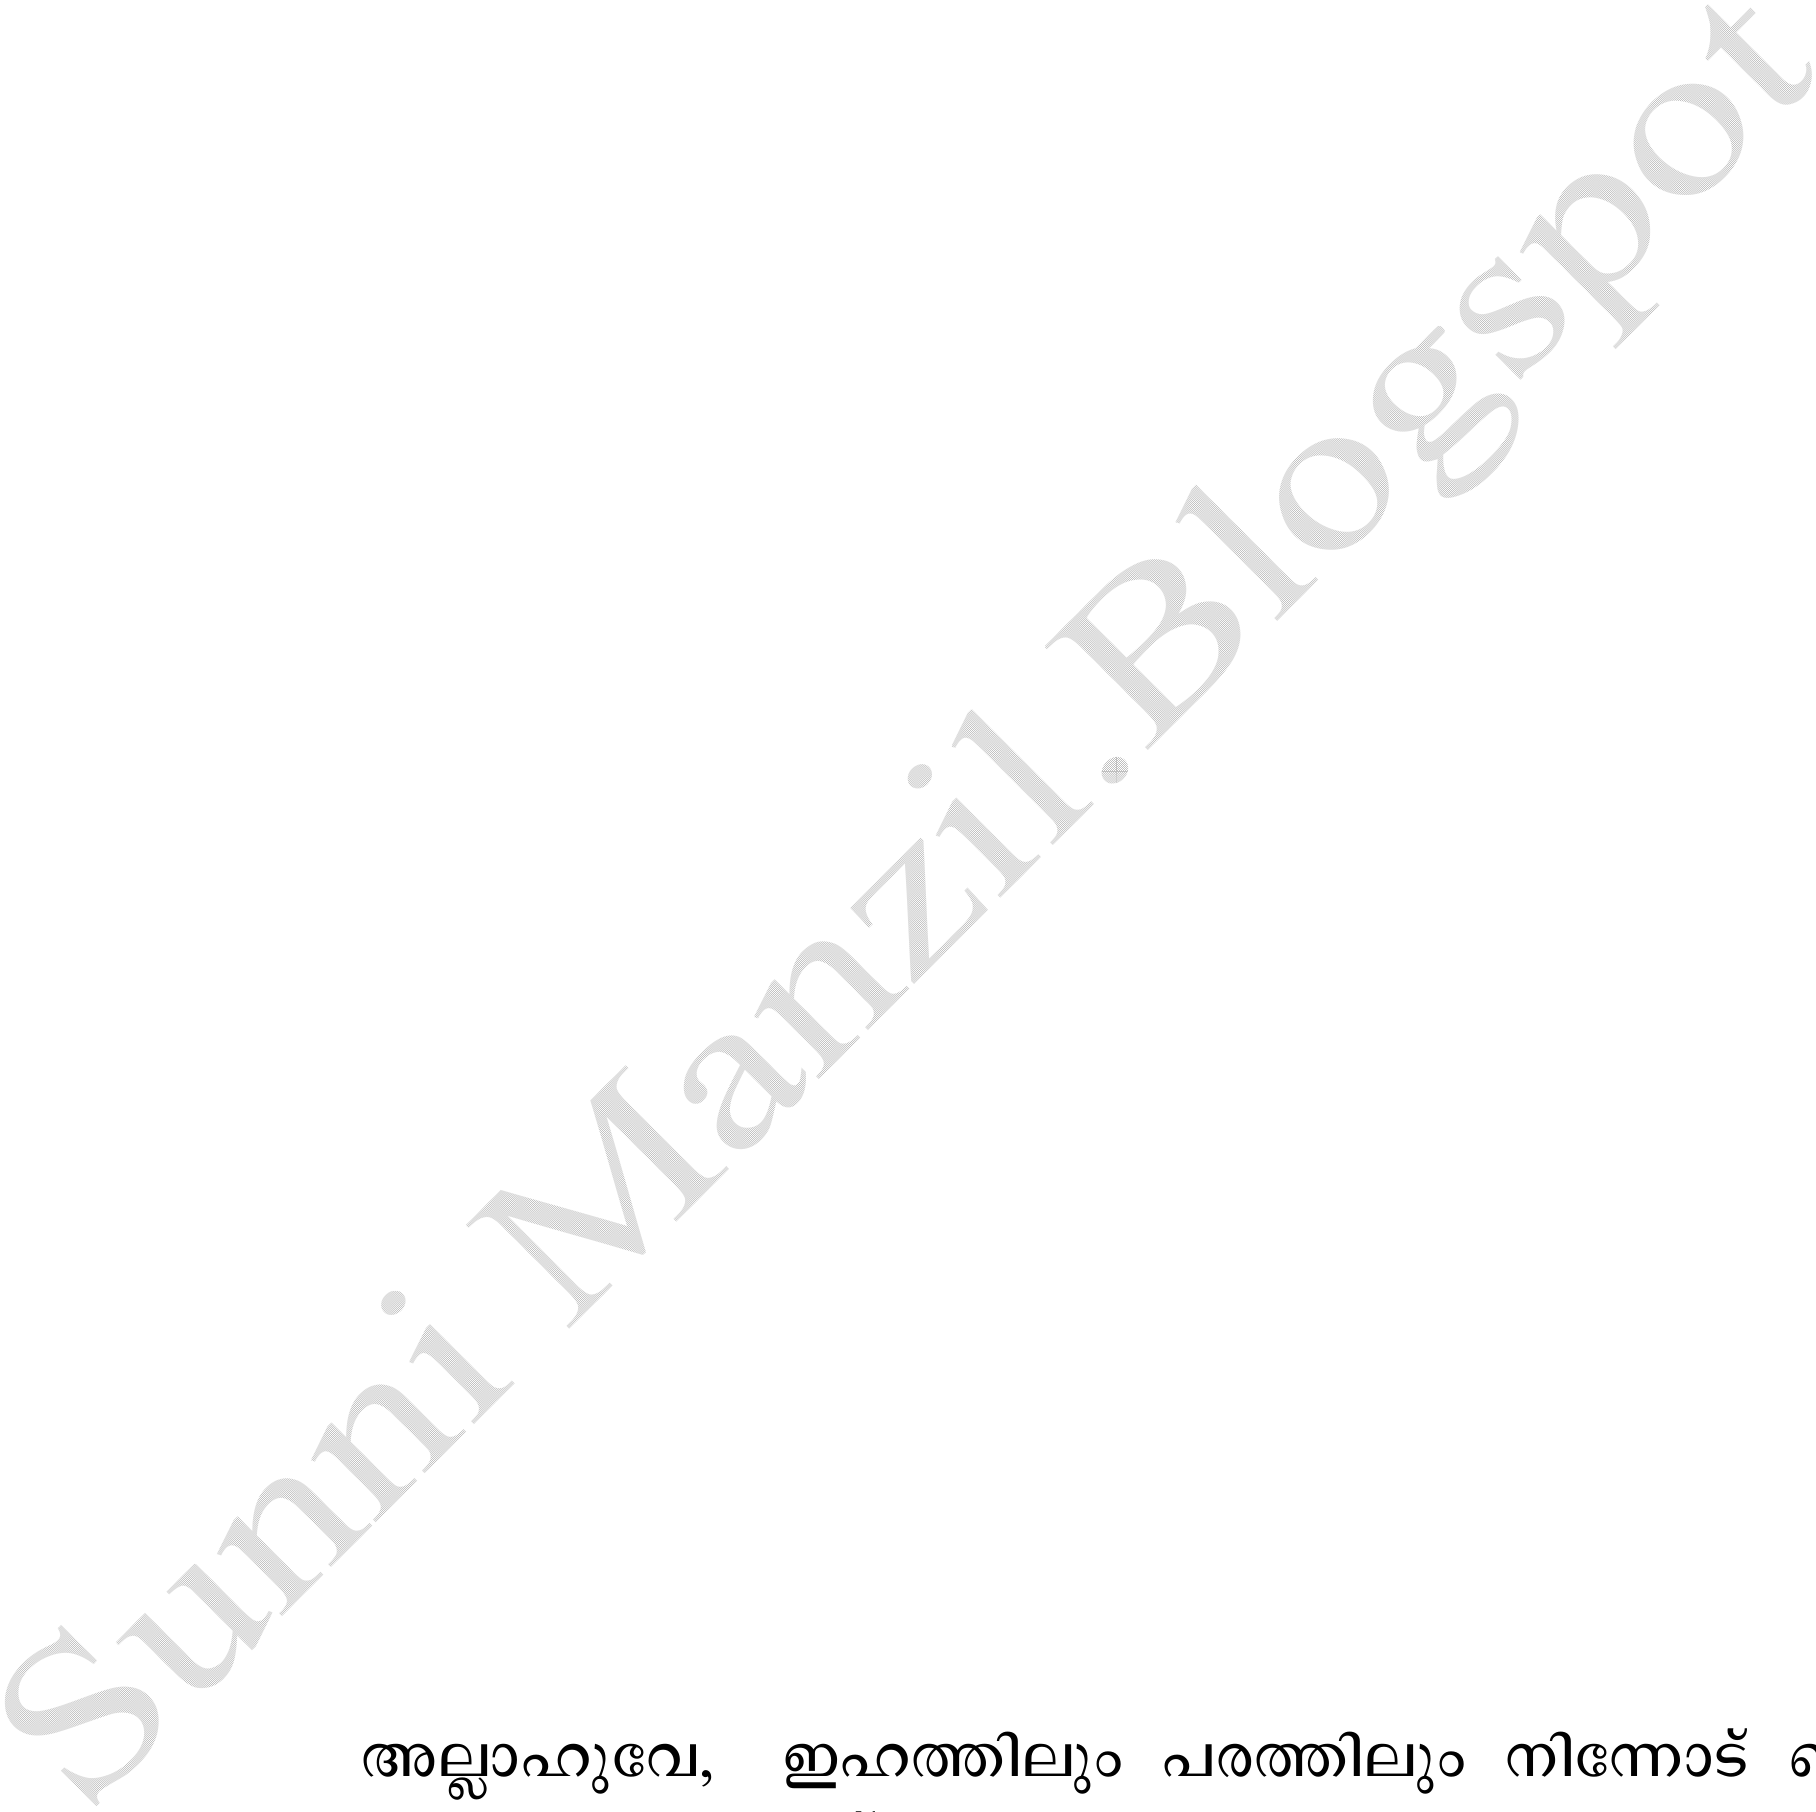 Sunni Manzil.Blogspot
അല്ലാഹുവേ, ഇഹത്തിലും പരത്തിലും നിന്നോട്